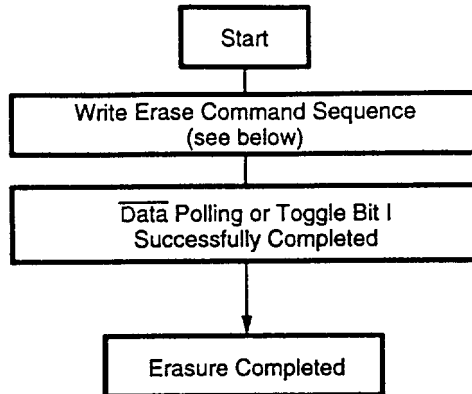 Start
Write Erase Command Sequence
(see below)
Data Polling or Toggle Bit I
Successfully Completed
Erasure Completed